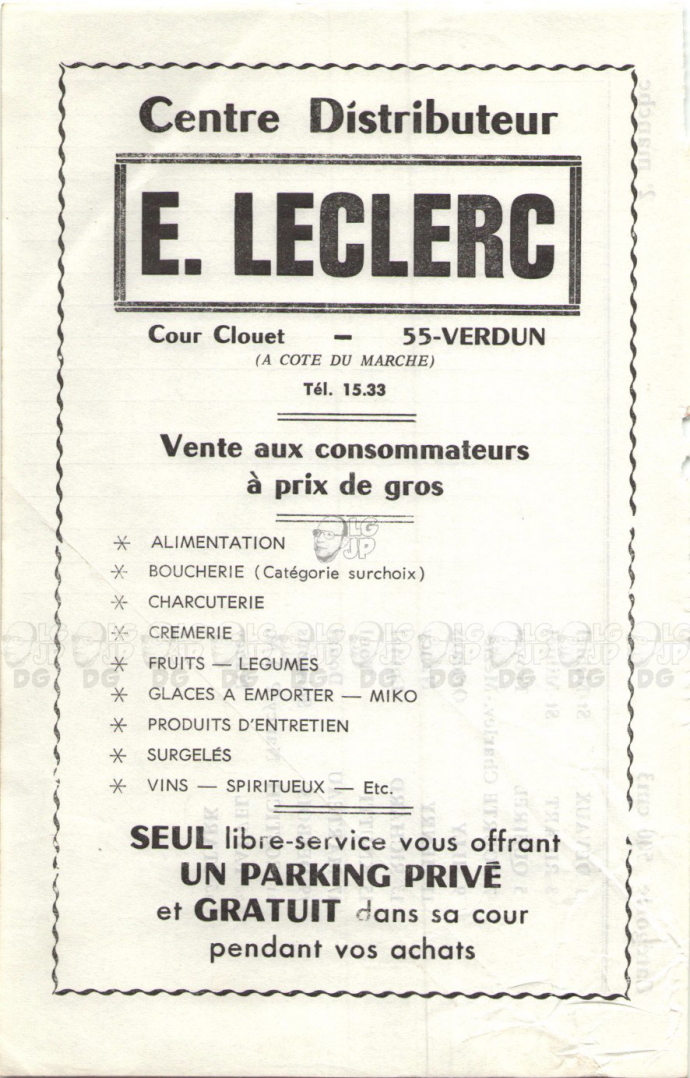 Centre Distributeur
E. LECLERC
Cour Clouet — 55-VERDUN
(A COTE DU MARCHE)
Tél. 15.33
Vente aux consommateurs
à prix de gros
LG
JP
* ALIMENTATION
* BOUCHERIE (Catégorie surchoix)
* CHARCUTERIE
* CREMERIE
* FRUITS — LEGUMES
* GLACES A EMPORTER — MIKO
* PRODUITS D'ENTRETIEN
* SURGELÉS
* VINS — SPIRITUEUX — Etc.
SEUL libre-service vous offrant
UN PARKING PRIVÉ
et GRATUIT dans sa cour
pendant vos achats